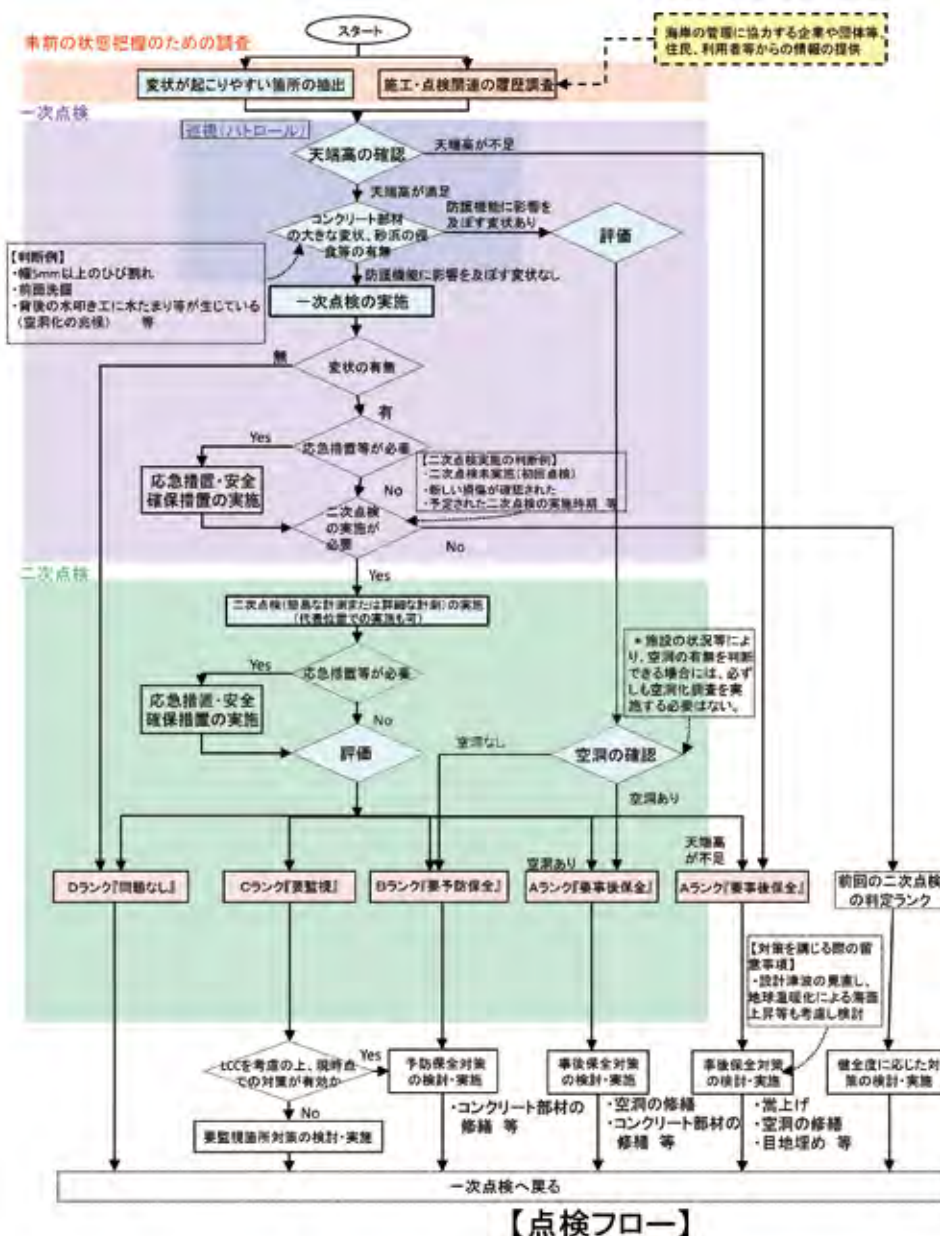 スタート
事前の状態把握のための調査
海岸の管理に協力する企業や団体等、
住民、利用者等からの情報の提供
変状が起こりやすい箇所の抽出
施工・点検関連の履歴調査
一次点検
巡視(パトロール)
天端高の確認
天端高が不足
天端高が満足
コンクリート部材
の大きな変状、砂浜の侵
食等の有無
防護機能に影響を
及ぼす変状あり
評価
【判断例】
・幅5mm以上のひび割れ
・前面洗掘
・背後の水叩き工に水たまり等が生じている
(空洞化の兆候) 等
防護機能に影響を及ぼす変状なし
一次点検の実施
無
変状の有無
有
Yes
応急措置等が必要
応急措置・安全
確保措置の実施
No
【二次点検実施の判断例】
・二次点検未実施(初回点検)
・新しい損傷が確認された
・予定された二次点検の実施時期 等
二次点検
の実施が
必要
No
Yes
二次点検
二次点検(簡易な計測または詳細な計測)の実施
(代表位置での実施も可)
Yes
応急措置等が必要
応急措置・安全
確保措置の実施
No
*施設の状況等によ
り、空洞の有無を判断
できる場合には、必ず
しも空洞化調査を実
施する必要はない。
評価
空洞なし
空洞の確認
空洞あり
空洞あり
天端高
が不足
Dランク『問題なし』
Cランク『要監視』
Bランク『要予防保全』
Aランク『要事後保全』
Aランク『要事後保全』
前回の二次点検
の判定ランク
【対策を講じる際の留
意事項】
・設計津波の見直し、
地球温暖化による海面
上昇等も考慮し検討
LCCを考慮の上、現時点
での対策が有効か
Yes
No
予防保全対策
の検討・実施
事後保全対策
の検討・実施
事後保全対策
の検討・実施
健全度に応じた対
策の検討・実施
要監視箇所対策の検討・実施
・コンクリート部材の
修繕 等
・空洞の修繕
・コンクリート部材の
修繕 等
・嵩上げ
・空洞の修繕
・目地埋め 等
一次点検へ戻る
【点検フロー】